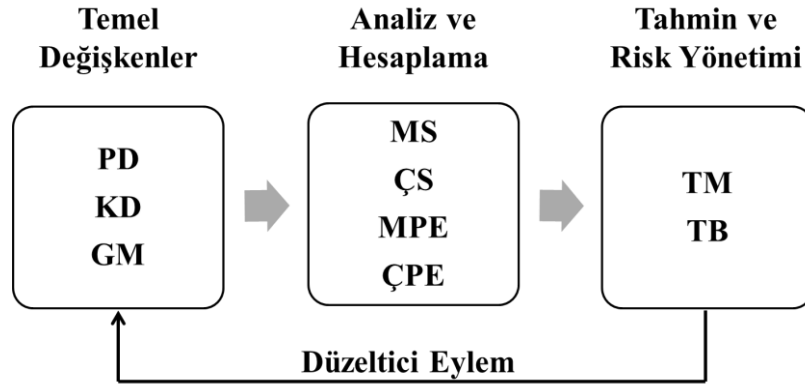 Temel
Değişkenler
PD
KD
GM
Analiz ve
Hesaplama
MS
ÇS
MPE
ÇPE
Tahmin ve
Risk Yönetimi
TM
TB
Düzeltici Eylem